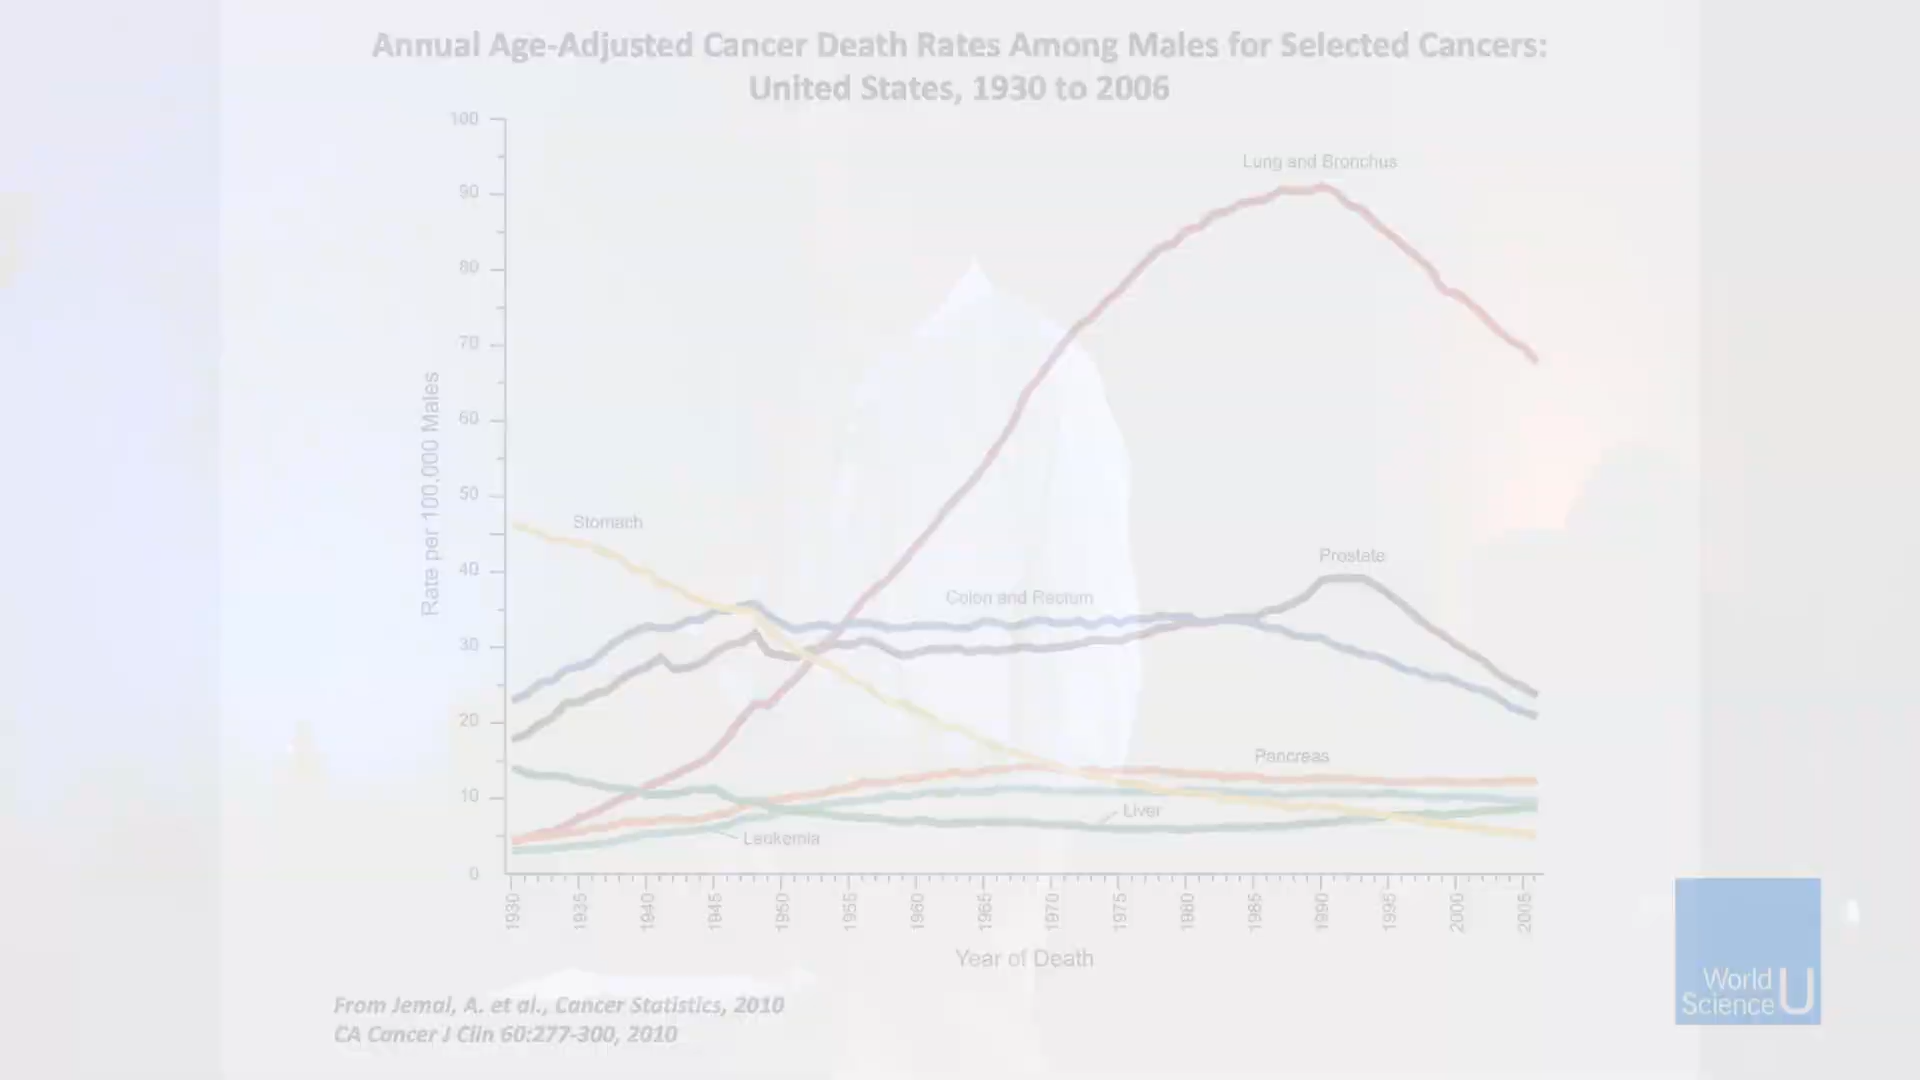 Annual Age-Adjusted Cancer Death Rates Among Males for Selected Cancers:
United States, 1930 to 2006
100
90
80
70
60
50
40
30
20
10
0
Rate per 100,000 Males
Lung and Bronchus
Stomach
Prostate
Colon and Rectum
Pancreas
Liver
Leukemia
1930
1935
1940
1945
1950
1955
1960
1965
1970
1975
1980
1985
1990
1995
2000
2005
Year of Death
From Jemal, A. et al., Cancer Statistics, 2010
CA Cancer J Clin 60:277-300, 2010
World
Science U